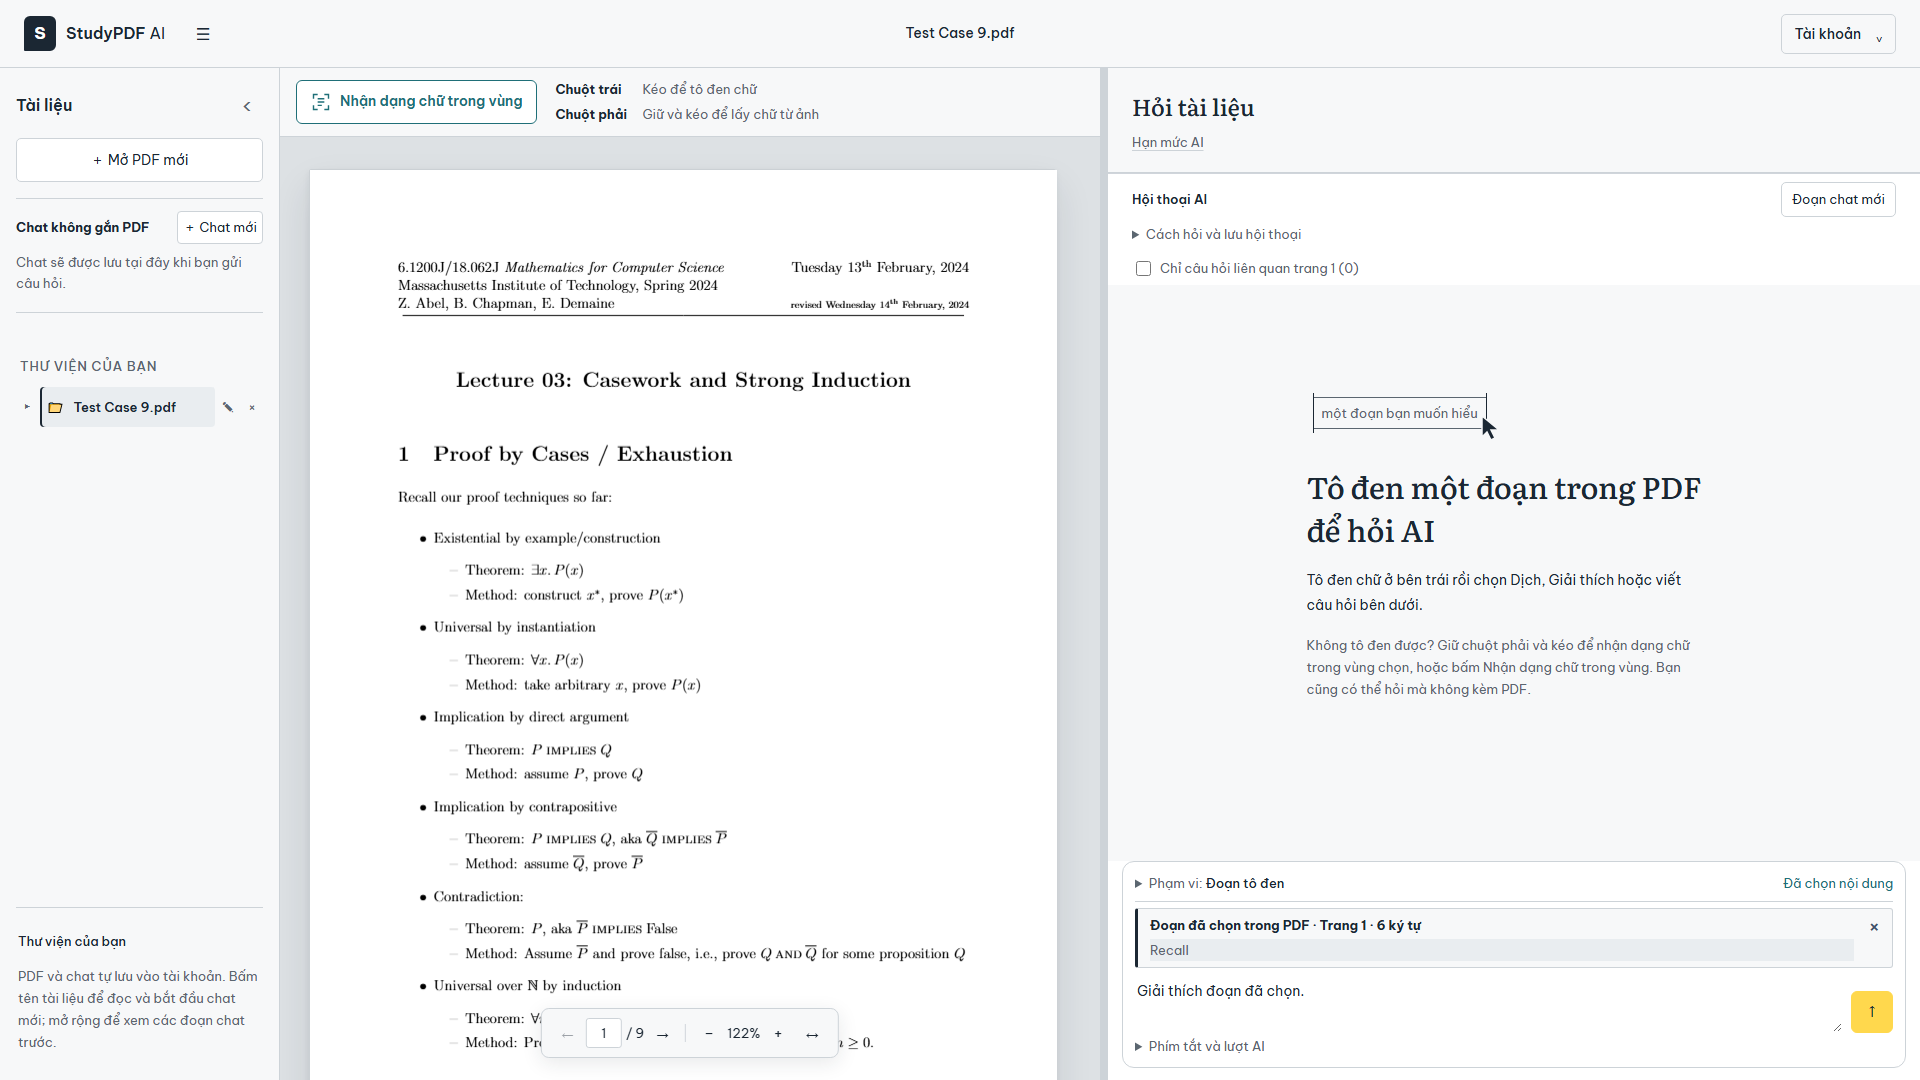 S StudyPDF AI ☰
Test Case 9.pdf
Tài khoản ˅
Tài liệu <
+ Mở PDF mới
Chat không gắn PDF + Chat mới
Chat sẽ được lưu tại đây khi bạn gửi
câu hỏi.
THƯ VIỆN CỦA BẠN
Test Case 9.pdf ×
Thư viện của bạn
PDF và chat tự lưu vào tài khoản. Bấm
tên tài liệu để đọc và bắt đầu chat
mới; mở rộng để xem các đoạn chat
trước.
Nhận dạng chữ trong vùng
Chuột trái Kéo để tô đen chữ
Chuột phải Giữ và kéo để lấy chữ từ ảnh
6.1200J/18.062J Mathematics for Computer Science Tuesday 13th February, 2024
Massachusetts Institute of Technology, Spring 2024
Z. Abel, B. Chapman, E. Demaine revised Wednesday 14th February, 2024
Lecture 03: Casework and Strong Induction
1 Proof by Cases / Exhaustion
Recall our proof techniques so far:
• Existential by example/construction
– Theorem: ∃x. P(x)
– Method: construct x*, prove P(x*)
• Universal by instantiation
– Theorem: ∀x. P(x)
– Method: take arbitrary x, prove P(x)
• Implication by direct argument
– Theorem: P IMPLIES Q
– Method: assume P, prove Q
• Implication by contrapositive
– Theorem: P IMPLIES Q, aka Q̅ IMPLIES P̅
– Method: assume Q̅, prove P̅
• Contradiction:
– Theorem: P, aka P̅ IMPLIES False
– Method: Assume P̅ and prove false, i.e., prove Q AND Q̅ for some proposition Q
• Universal over ℕ by induction
– Theorem: ∀
– Method: ≥ 0.
← 1 / 9 → − 122% + ↔
Hỏi tài liệu
Hạn mức AI
Hội thoại AI Đoạn chat mới
▶ Cách hỏi và lưu hội thoại
Chỉ câu hỏi liên quan trang 1 (0)
một đoạn bạn muốn hiểu
Tô đen một đoạn trong PDF
để hỏi AI
Tô đen chữ ở bên trái rồi chọn Dịch, Giải thích hoặc viết
câu hỏi bên dưới.
Không tô đen được? Giữ chuột phải và kéo để nhận dạng chữ
trong vùng chọn, hoặc bấm Nhận dạng chữ trong vùng. Bạn
cũng có thể hỏi mà không kèm PDF.
▶ Phạm vi: Đoạn tô đen Đã chọn nội dung
Đoạn đã chọn trong PDF · Trang 1 · 6 ký tự ×
Recall
Giải thích đoạn đã chọn.
↑
▶ Phím tắt và lượt AI